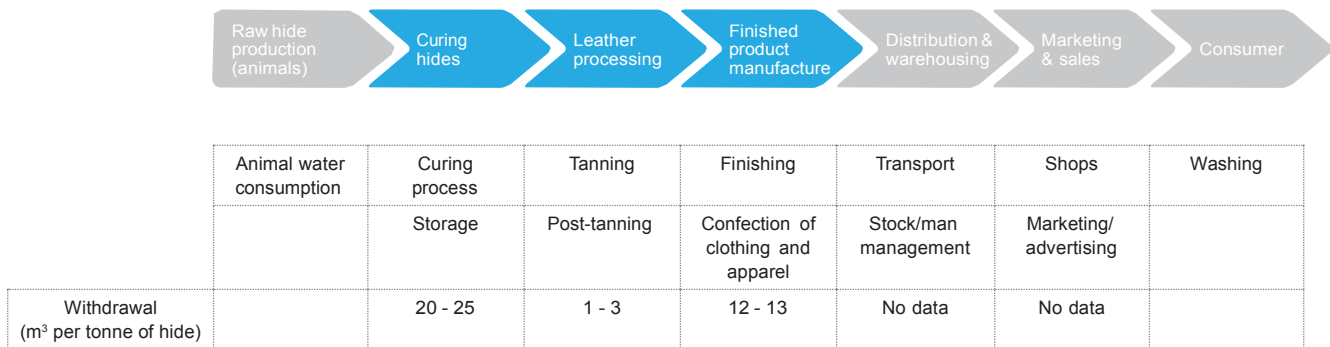 Raw hide
production
(animals)
Curing
hides
Leather
processing
Finished
product
manufacture
Distribution &
warehousing
Marketing
& sales
Consumer
Animal water
consumption
Curing
process
Tanning
Finishing
Transport
Shops
Washing
Storage
Post-tanning
Confection of
clothing and
apparel
Stock/man
management
Marketing/
advertising
Withdrawal
(m³ per tonne of hide)
20 - 25
1 - 3
12 - 13
No data
No data